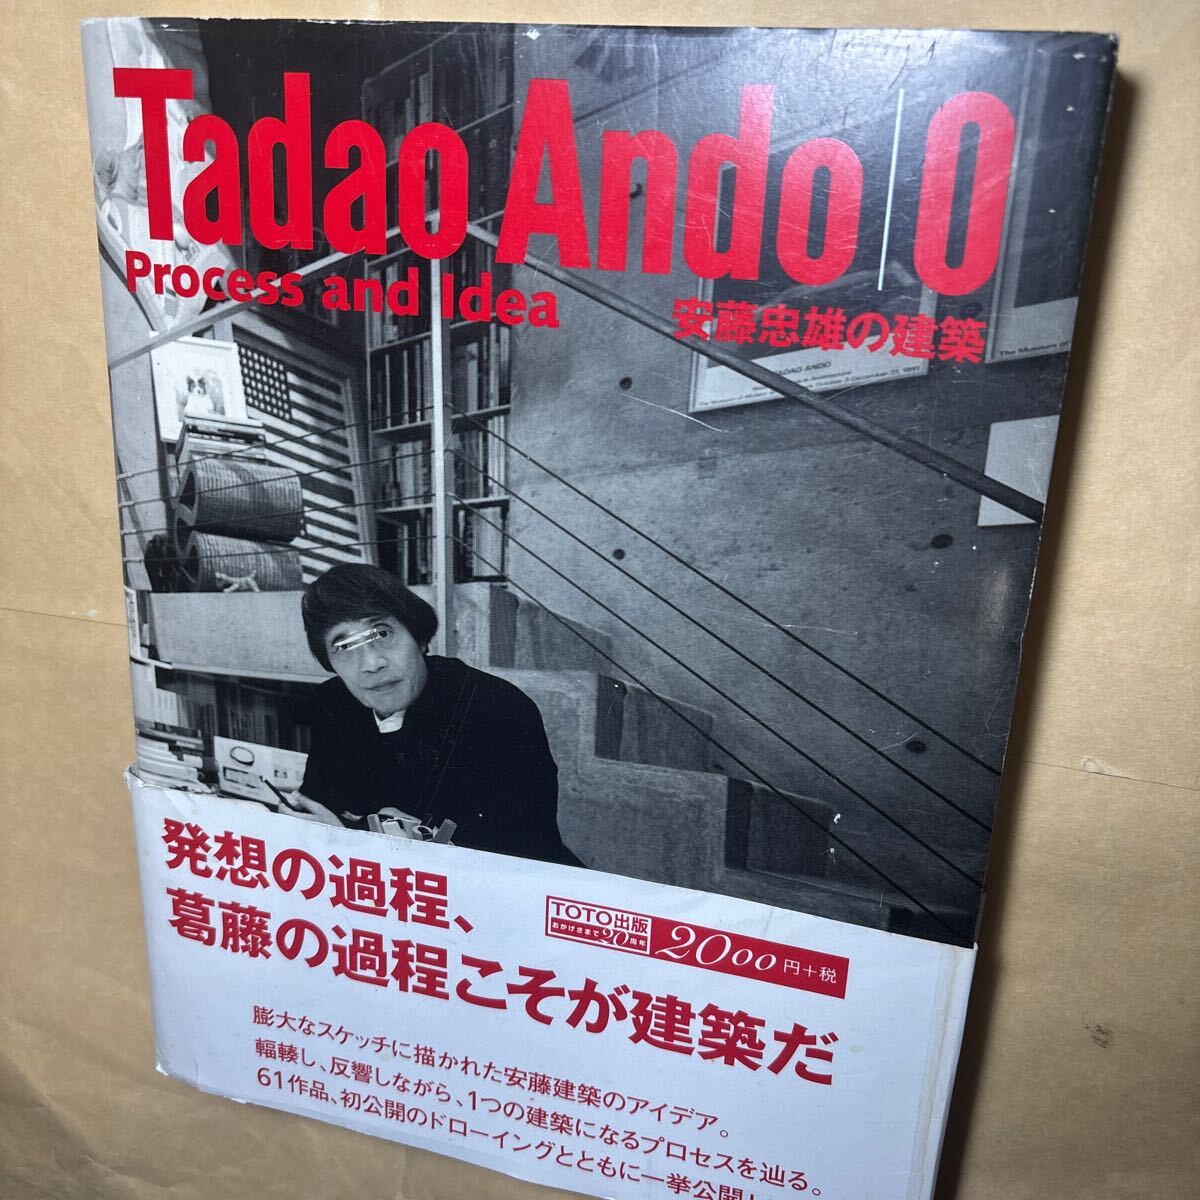 Tadao Ando 0
Process and Idea
安藤忠雄の建築
TADAO ANDO
The Museum of
発想の過程、
葛藤の過程こそが建築だ
TOTO出版
おかげさまで20周年
2000円+税
膨大なスケッチに描かれた安藤建築のアイデア。
輻輳し、反響しながら、1つの建築になるプロセスを辿る。
61作品、初公開のドローイングとともに一挙公開